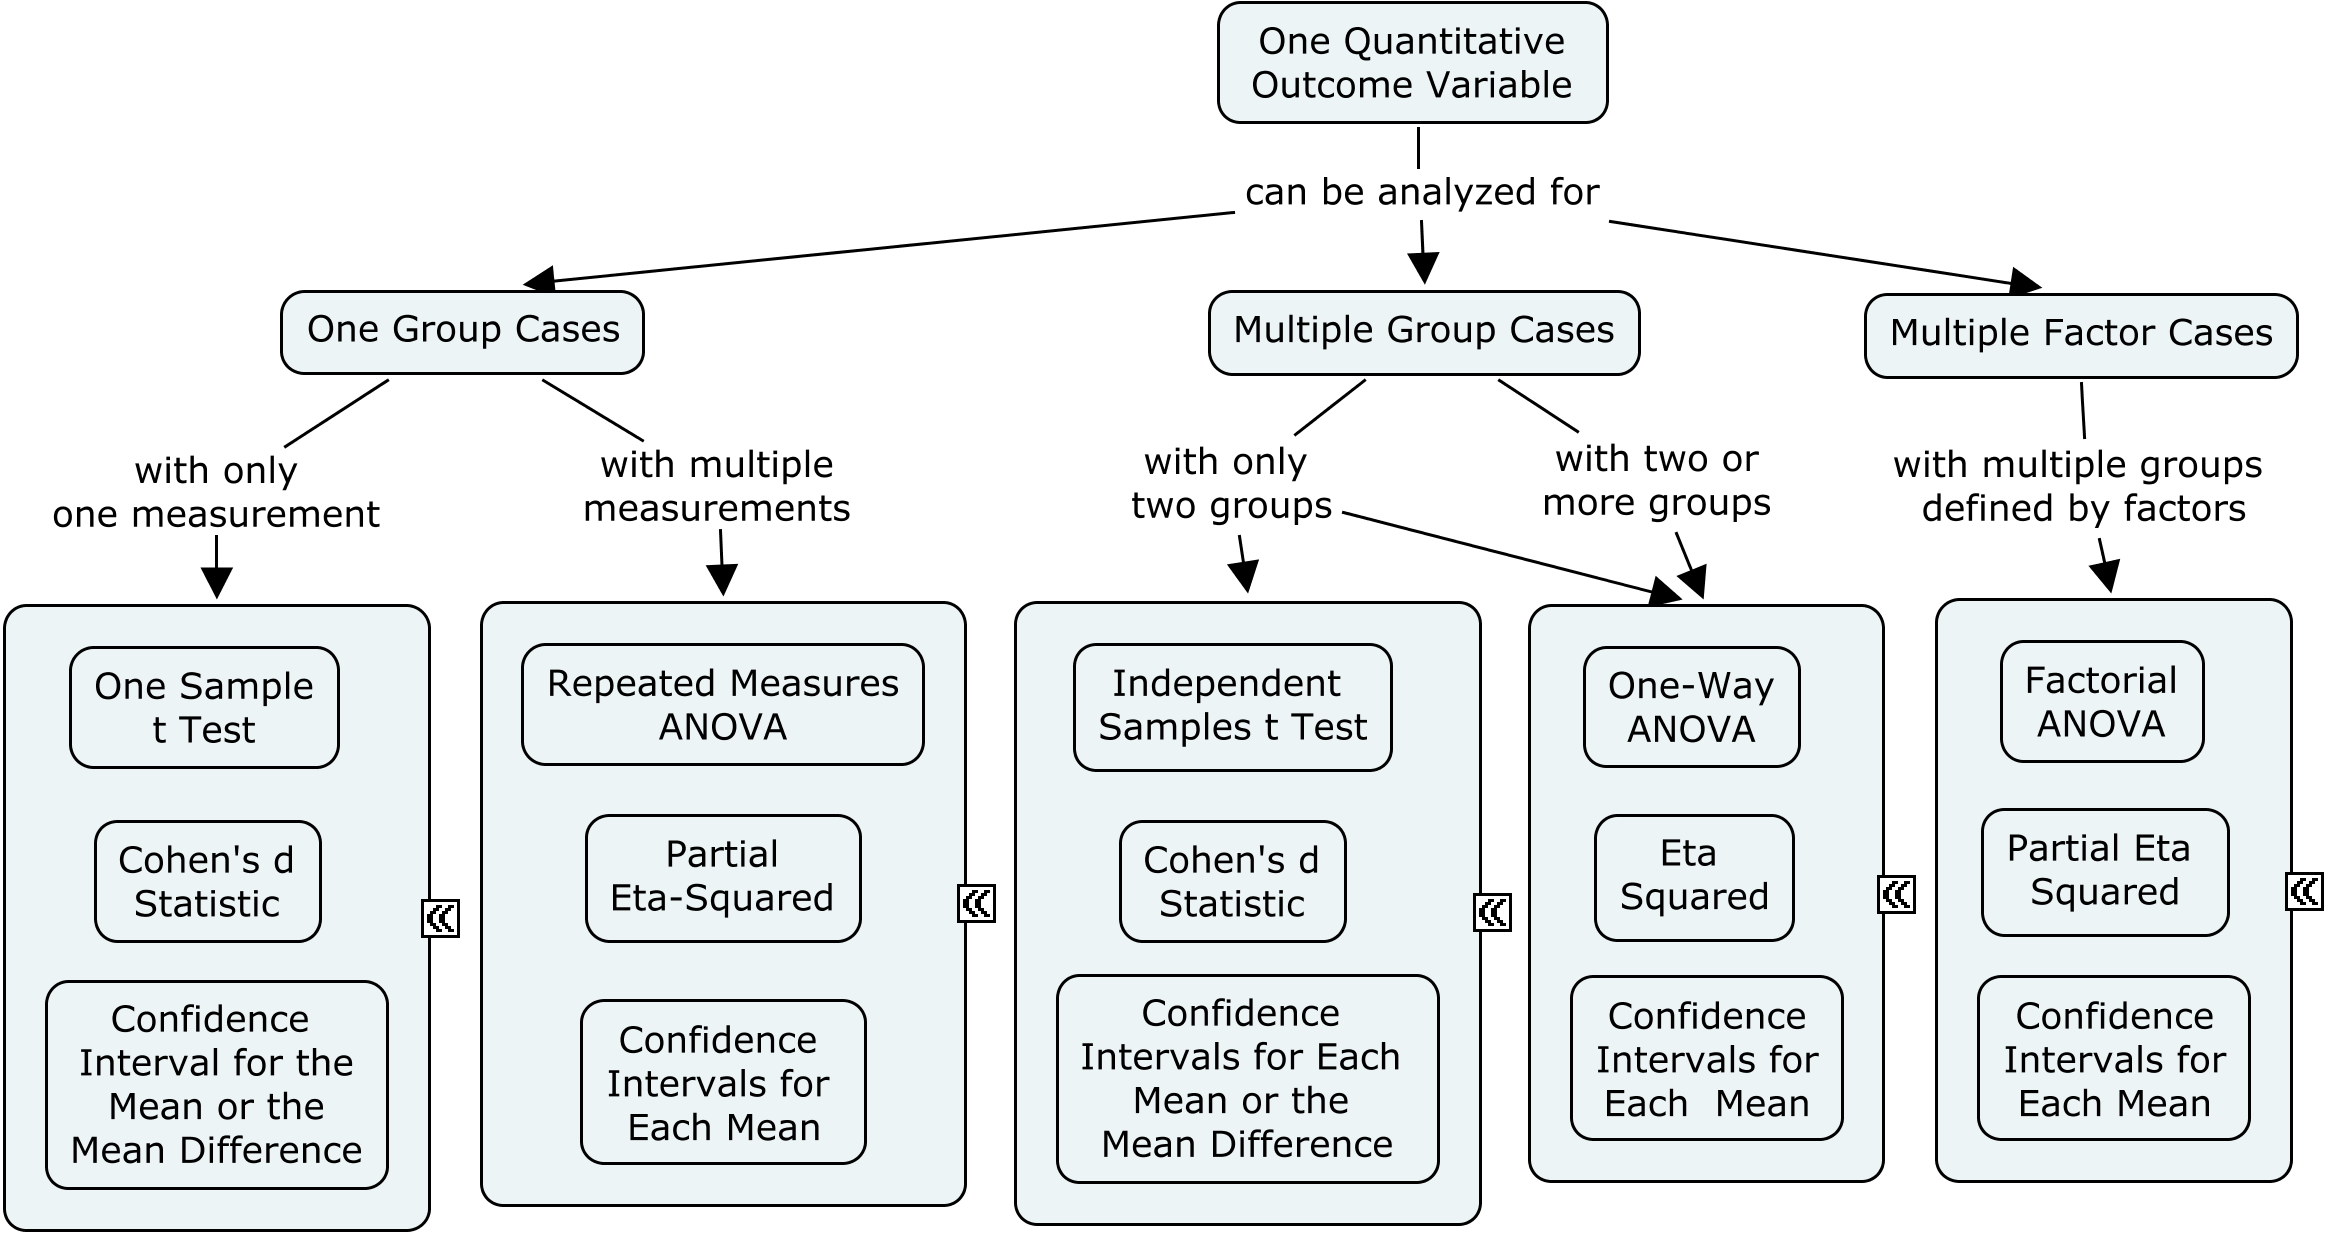 One Quantitative
Outcome Variable
can be analyzed for
One Group Cases
Multiple Group Cases
Multiple Factor Cases
with only
one measurement
with multiple
measurements
with only
two groups
with two or
more groups
with multiple groups
defined by factors
One Sample
t Test
Cohen's d
Statistic
Confidence
Interval for the
Mean or the
Mean Difference
Repeated Measures
ANOVA
Partial
Eta-Squared
Confidence
Intervals for
Each Mean
Independent
Samples t Test
Cohen's d
Statistic
Confidence
Intervals for Each
Mean or the
Mean Difference
One-Way
ANOVA
Eta
Squared
Confidence
Intervals for
Each Mean
Factorial
ANOVA
Partial Eta
Squared
Confidence
Intervals for
Each Mean